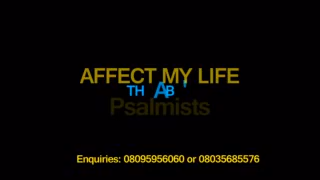 AFFECT MY LIFE
TH AB '
Psalmists
Enquiries: 08095956060 or 08035685576